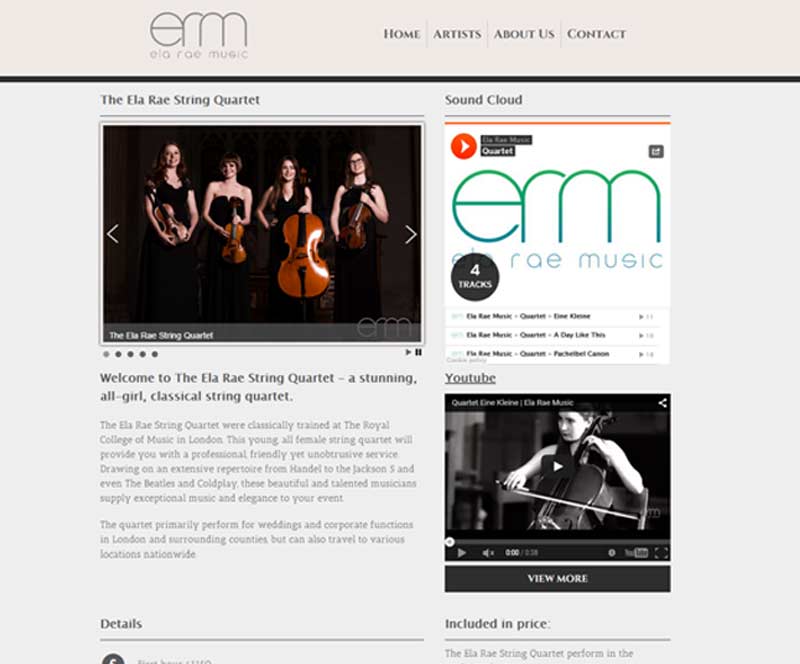 erm
ela rae music
Home Artists About Us Contact
The Ela Rae String Quartet
The Ela Rae String Quartet
Welcome to The Ela Rae String Quartet – a stunning,
all-girl, classical string quartet.
The Ela Rae String Quartet were classically trained at The Royal
College of Music in London. This young, all female string quartet will
provide you with a professional, friendly yet unobtrusive service.
Drawing on an extensive repertoire from Handel to the Jackson 5 and
even The Beatles and Coldplay, these beautiful and talented musicians
supply exceptional music and elegance to your event.
The quartet primarily perform for weddings and corporate functions
in London and surrounding counties, but can also travel to various
locations nationwide.
Details
First hour
Sound Cloud
Ela Rae Music
Quartet
erm
ela rae music
4
TRACKS
Ela Rae Music - Quartet - Eine Kleine
Ela Rae Music - Quartet - A Day Like This
Ela Rae Music - Quartet - Pachelbel Canon
Cookie policy
Youtube
Quartet Eine Kleine | Ela Rae Music
erm
0:00 / 0:38
YouTube
VIEW MORE
Included in price:
The Ela Rae String Quartet perform in the